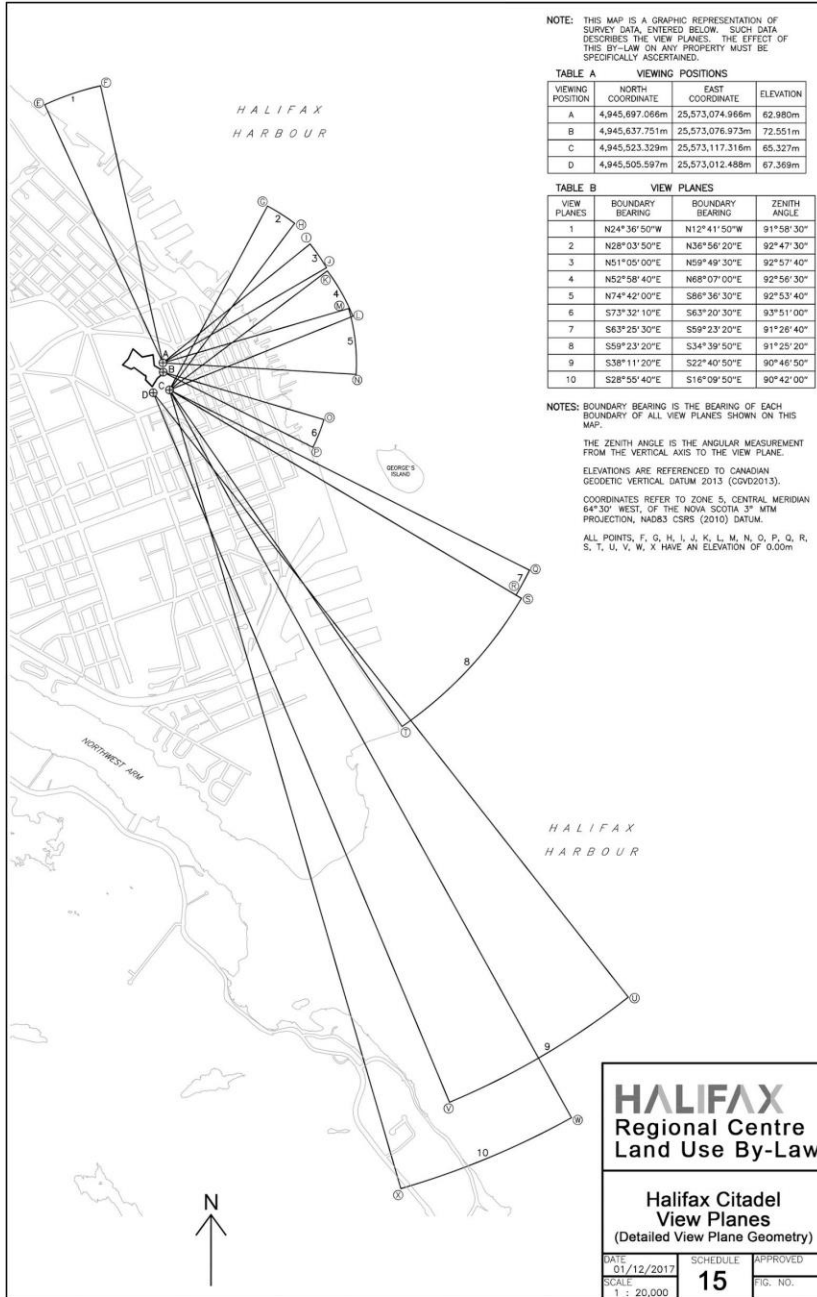 NOTE: THIS MAP IS A GRAPHIC REPRESENTATION OF
SURVEY DATA, ENTERED BELOW. SUCH DATA
DESCRIBES THE VIEW PLANES. THE EFFECT OF
THIS BY-LAW ON ANY PROPERTY MUST BE
SPECIFICALLY ASCERTAINED.
TABLE A VIEWING POSITIONS
VIEWING POSITION NORTH COORDINATE EAST COORDINATE ELEVATION
A 4,945,697.066m 25,573,074.966m 62.980m
B 4,945,637.751m 25,573,076.973m 72.551m
C 4,945,523.329m 25,573,117.316m 65.327m
D 4,945,505.597m 25,573,012.488m 67.369m
TABLE B VIEW PLANES
VIEW PLANES BOUNDARY BEARING BOUNDARY BEARING ZENITH ANGLE
1 N24°36'50"W N12°41'50"W 91°58'30"
2 N28°03'50"E N36°56'20"E 92°47'30"
3 N51°05'00"E N59°49'30"E 92°57'40"
4 N52°58'40"E N68°07'00"E 92°56'30"
5 N74°42'00"E S86°36'30"E 92°53'40"
6 S73°32'10"E S63°20'30"E 93°51'00"
7 S63°25'30"E S59°23'20"E 91°26'40"
8 S59°23'20"E S34°39'50"E 91°25'20"
9 S38°11'20"E S22°40'50"E 90°46'50"
10 S28°55'40"E S16°09'50"E 90°42'00"
NOTES: BOUNDARY BEARING IS THE BEARING OF EACH
BOUNDARY OF ALL VIEW PLANES SHOWN ON THIS
MAP.
THE ZENITH ANGLE IS THE ANGULAR MEASUREMENT
FROM THE VERTICAL AXIS TO THE VIEW PLANE.
ELEVATIONS ARE REFERENCED TO CANADIAN
GEODETIC VERTICAL DATUM 2013 (CGVD2013).
COORDINATES REFER TO ZONE 5, CENTRAL MERIDIAN
64°30' WEST, OF THE NOVA SCOTIA 3° MTM
PROJECTION, NAD83 CSRS (2010) DATUM.
ALL POINTS, F, G, H, I, J, K, L, M, N, O, P, Q, R,
S, T, U, V, W, X HAVE AN ELEVATION OF 0.00m
E
1
F
HALIFAX
HARBOUR
G
2
H
I
3
J
K
4
M
L
5
N
A
B
C
D
O
6
P
GEORGE'S
ISLAND
Q
7
R
S
8
T
NORTHWEST ARM
HALIFAX
HARBOUR
U
9
V
W
10
X
N
HALIFAX
Regional Centre
Land Use By-Law
Halifax Citadel
View Planes
(Detailed View Plane Geometry)
DATE
01/12/2017
SCALE
1 : 20,000
SCHEDULE
15
APPROVED
FIG. NO.